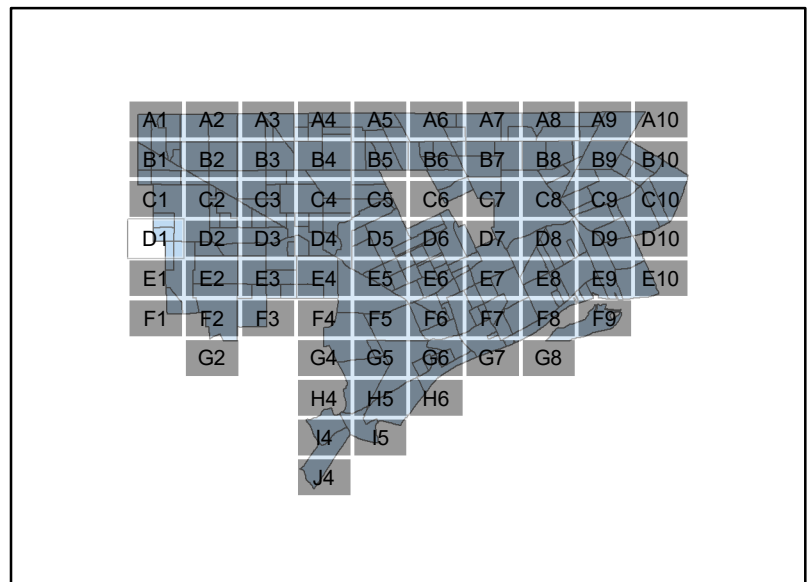 A1 A2 A3 A4 A5 A6 A7 A8 A9 A10
B1 B2 B3 B4 B5 B6 B7 B8 B9 B10
C1 C2 C3 C4 C5 C6 C7 C8 C9 C10
D1 D2 D3 D4 D5 D6 D7 D8 D9 D10
E1 E2 E3 E4 E5 E6 E7 E8 E9 E10
F1 F2 F3 F4 F5 F6 F7 F8 F9
G2 G4 G5 G6 G7 G8
H4 H5 H6
I4 I5
J4